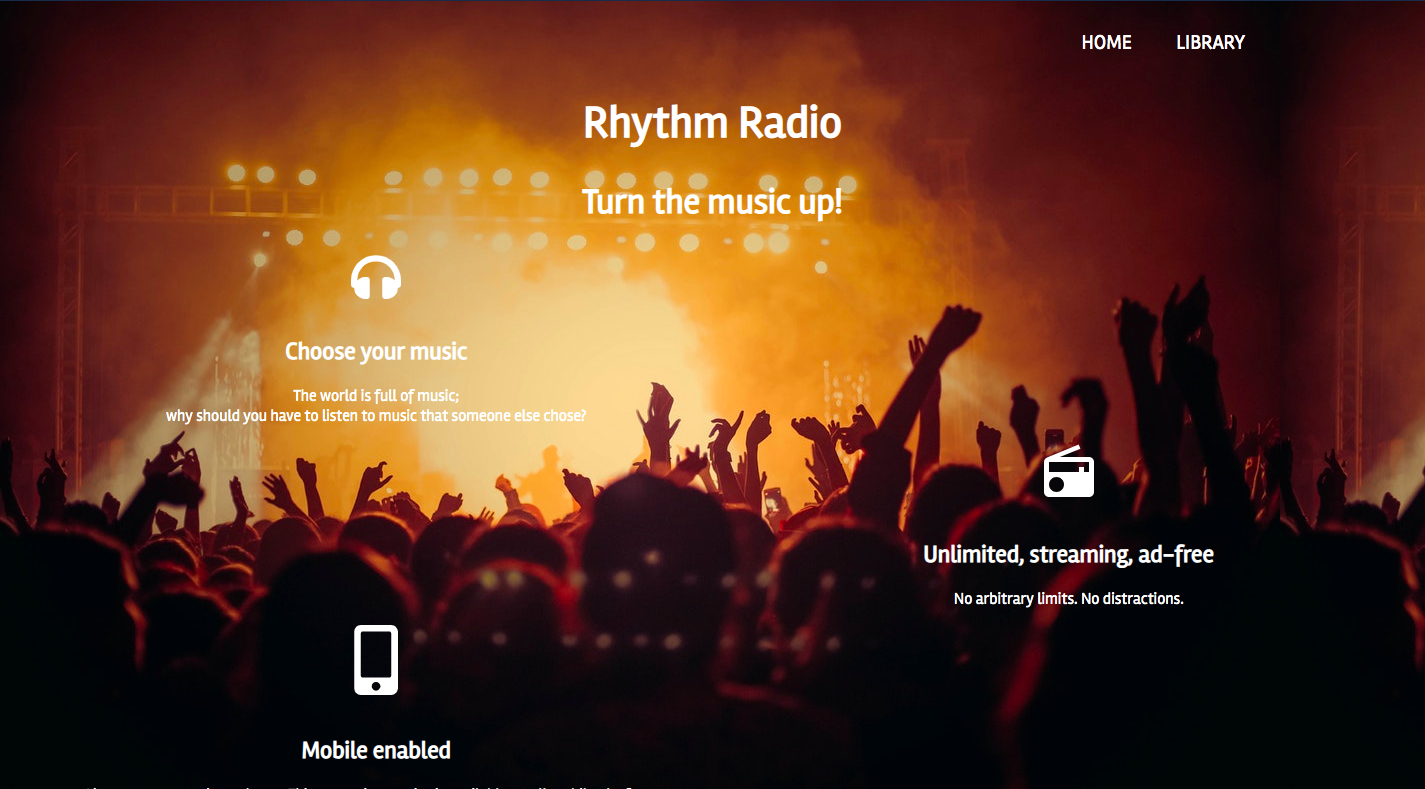 HOME LIBRARY
Rhythm Radio
Turn the music up!
Choose your music
The world is full of music;
why should you have to listen to music that someone else chose?
Unlimited, streaming, ad-free
No arbitrary limits. No distractions.
Mobile enabled